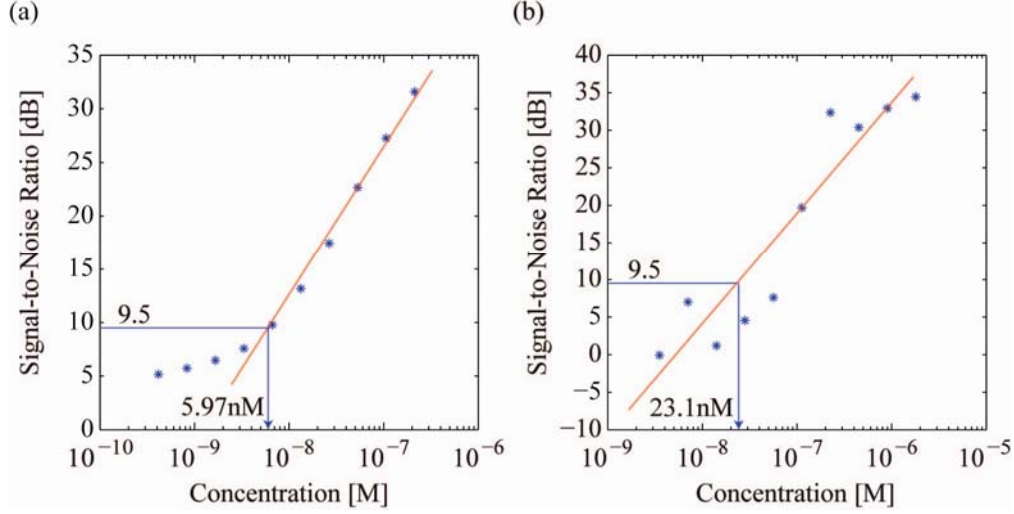 (a)
Signal-to-Noise Ratio [dB]
35
30
25
20
15
10
5
0
9.5
5.97nM
10⁻¹⁰ 10⁻⁹ 10⁻⁸ 10⁻⁷ 10⁻⁶
Concentration [M]
(b)
Signal-to-Noise Ratio [dB]
40
35
30
25
20
15
10
5
0
−5
−10
9.5
23.1nM
10⁻⁹ 10⁻⁸ 10⁻⁷ 10⁻⁶ 10⁻⁵
Concentration [M]